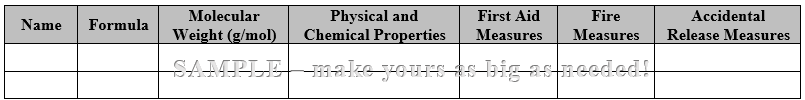 Name
Formula
Molecular
Weight (g/mol)
Physical and
Chemical Properties
First Aid
Measures
Fire
Measures
Accidental
Release Measures
SAMPLE – make yours as big as needed!